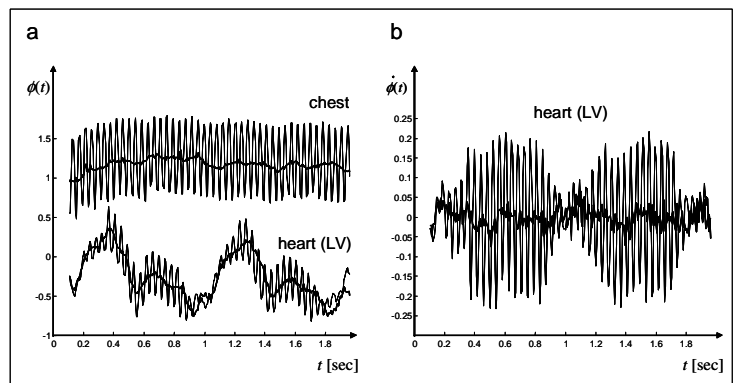 a
ϕ(t)
chest
1.5
1
0.5
heart (LV)
0
-0.5
-1
0 0.2 0.4 0.6 0.8 1.0 1.2 1.4 1.6 1.8
t [sec]
b
ϕ̇(t)
heart (LV)
0.25
0.2
0.15
0.1
0.05
0
-0.05
-0.1
-0.15
-0.2
-0.25
0 0.2 0.4 0.6 0.8 1.0 1.2 1.4 1.6 1.8
t [sec]